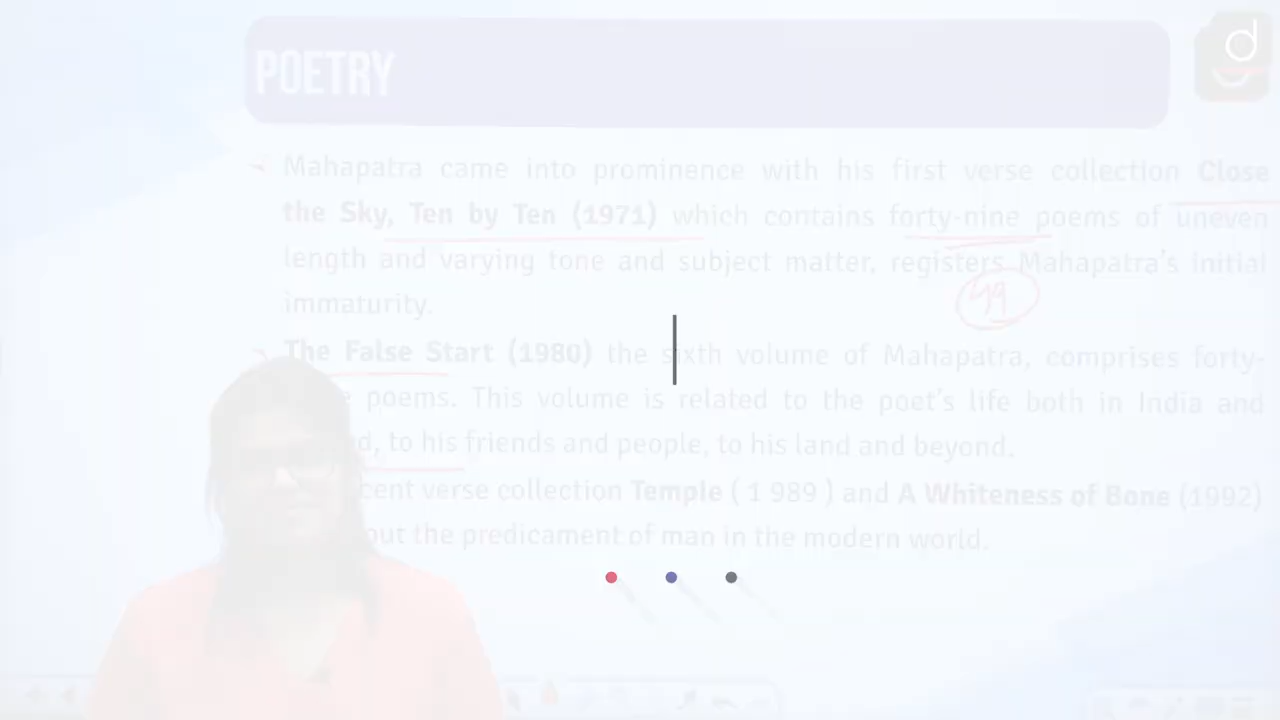 d
POETRY
Mahapatra came into prominence with his first verse collection Close
the Sky, Ten by Ten (1971) which contains forty-nine poems of uneven
length and varying tone and subject matter, registers Mahapatra's initial
immaturity.
49
The False Start (1980) the sixth volume of Mahapatra, comprises forty-
poems. This volume is related to the poet's life both in India and
to his friends and people, to his land and beyond.
verse collection Temple ( 1 989 ) and A Whiteness of Bone (1992)
the predicament of man in the modern world.